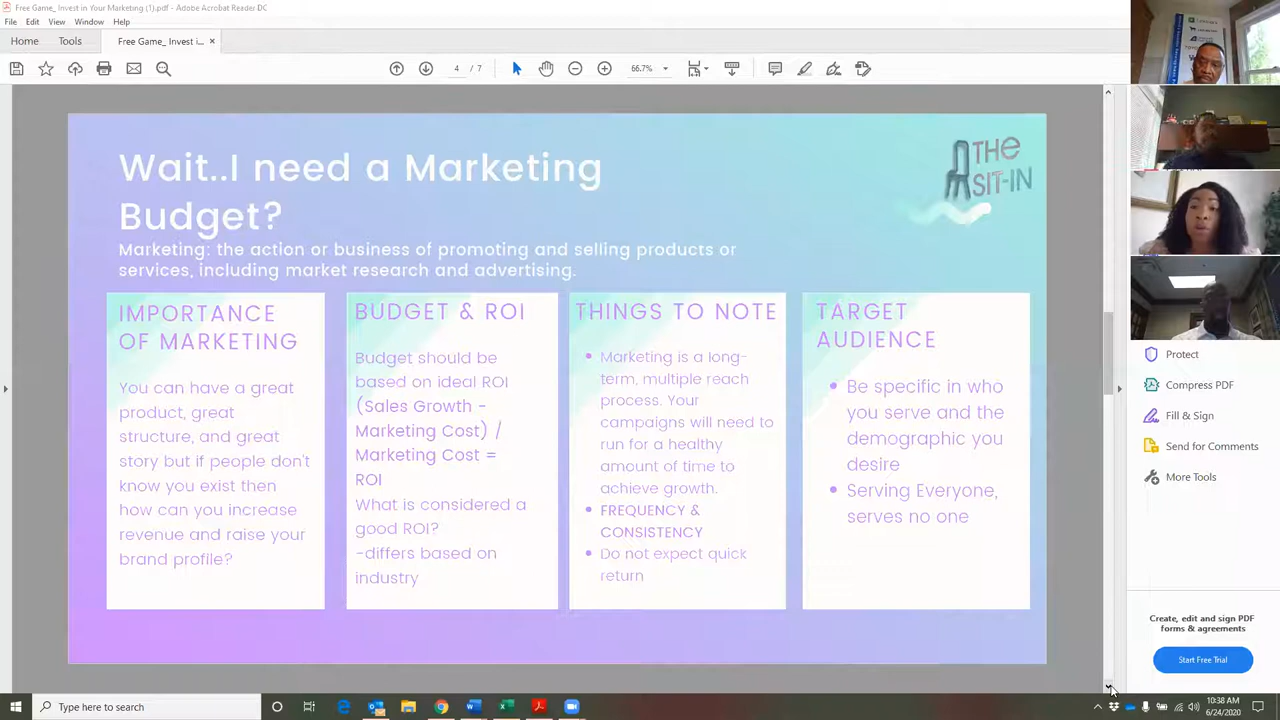 Free Game_ Invest in Your Marketing (1).pdf - Adobe Acrobat Reader DC
File Edit View Window Help
Home Tools Free Game_ Invest i... ×
4 / 7 66.7%
Wait..I need a Marketing
Budget?
THE
SIT-IN
Marketing: the action or business of promoting and selling products or
services, including market research and advertising.
IMPORTANCE
OF MARKETING
You can have a great
product, great
structure, and great
story but if people don't
know you exist then
how can you increase
revenue and raise your
brand profile?
BUDGET & ROI
Budget should be
based on ideal ROI
(Sales Growth -
Marketing Cost) /
Marketing Cost =
ROI
What is considered a
good ROI?
-differs based on
industry
THINGS TO NOTE
• Marketing is a long-
term, multiple reach
process. Your
campaigns will need to
run for a healthy
amount of time to
achieve growth.
• FREQUENCY &
CONSISTENCY
• Do not expect quick
return
TARGET
AUDIENCE
• Be specific in who
you serve and the
demographic you
desire
• Serving Everyone,
serves no one
Protect
Compress PDF
Fill & Sign
Send for Comments
More Tools
Create, edit and sign PDF
forms & agreements
Start Free Trial
Type here to search
10:38 AM
6/24/2020